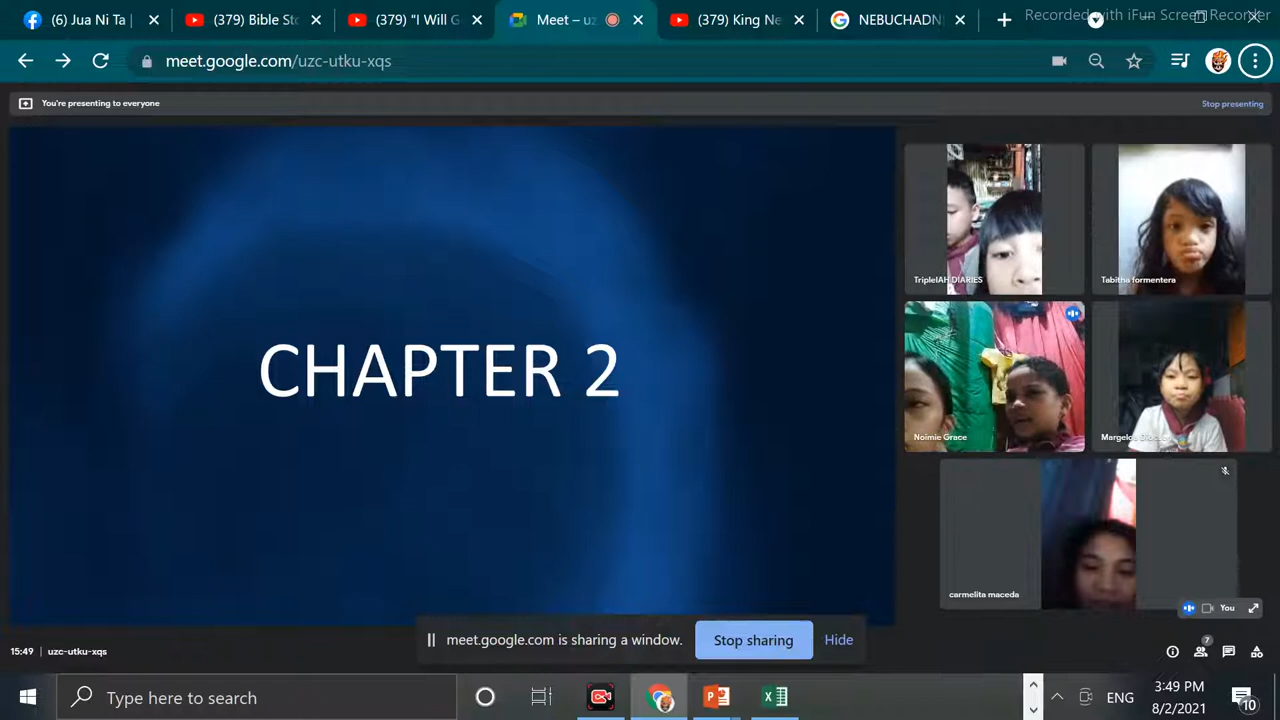 (6) Jua Ni Ta
(379) Bible Sto
(379) "I Will G
Meet – uz
(379) King Ne
NEBUCHADN
Recorded with iFun Screen Recorder
meet.google.com/uzc-utku-xqs
You're presenting to everyone
Stop presenting
CHAPTER 2
TripleIAH DIARIES
Tabitha formentera
Noimie Grace
carmelita maceda
You
meet.google.com is sharing a window.
Stop sharing
Hide
15:49 | uzc-utku-xqs
7
Type here to search
ENG
3:49 PM
8/2/2021
10